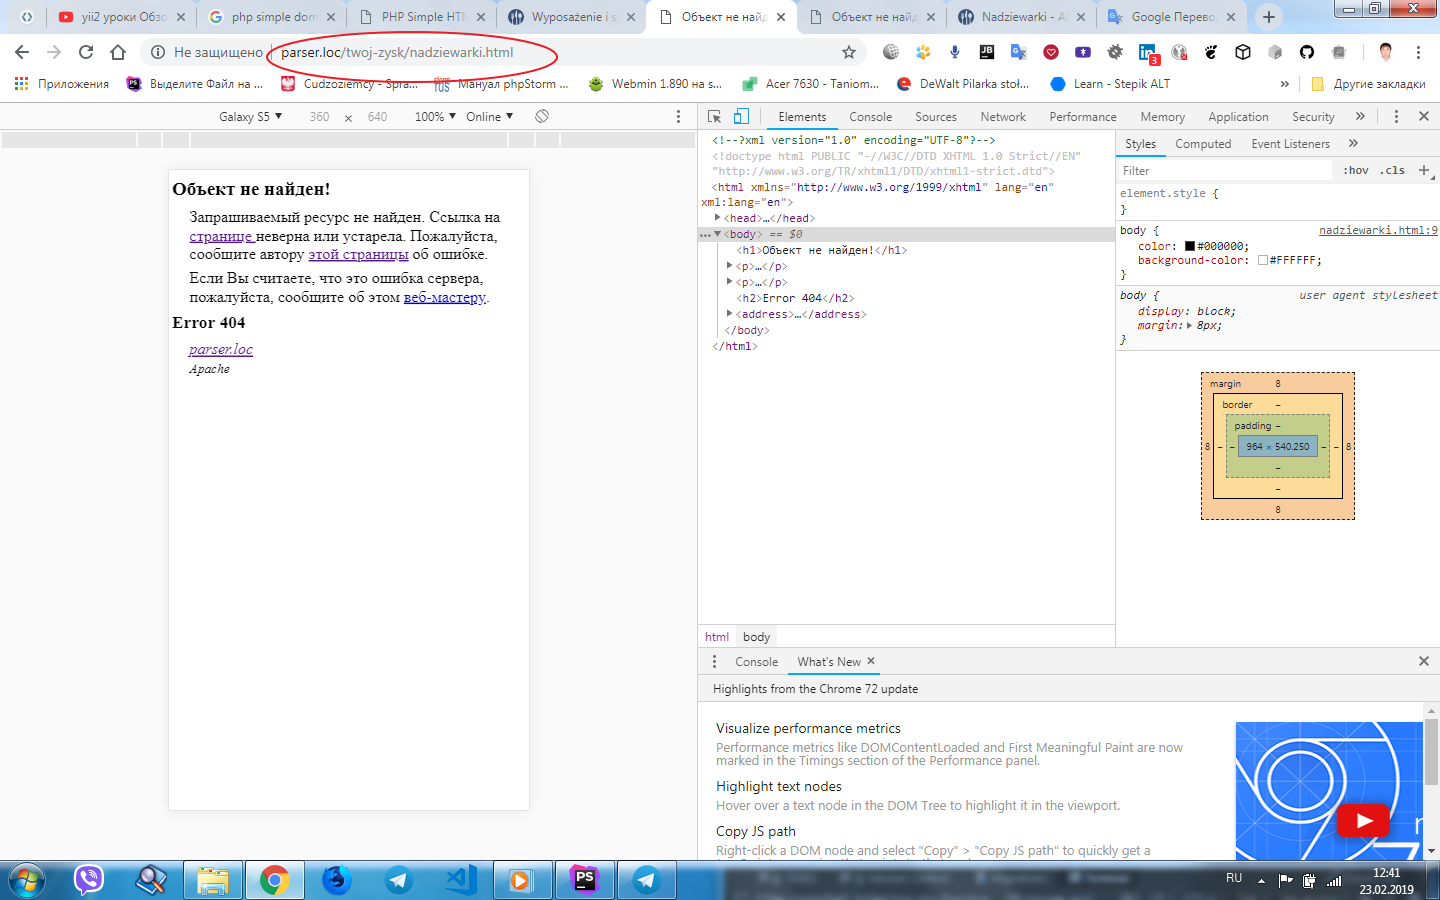 yii2 уроки Обзо
php simple dom
PHP Simple HTM
Wyposażenie i s
Объект не найд
Объект не найд
Nadziewarki - Al
Google Перевод
Не защищено
parser.loc/twoj-zysk/nadziewarki.html
3
Приложения
Выделите Файл на ...
Cudzoziemcy - Spra...
Мануал phpStorm ...
Webmin 1.890 на s...
Acer 7630 - Taniom...
DeWalt Pilarka stoł...
Learn - Stepik ALT
»
Другие закладки
Galaxy S5 ▼ 360 × 640 100% ▼ Online ▼
Elements Console Sources Network Performance Memory Application Security »
Объект не найден!
Запрашиваемый ресурс не найден. Ссылка на
странице неверна или устарела. Пожалуйста,
сообщите автору этой страницы об ошибке.
Если Вы считаете, что это ошибка сервера,
пожалуйста, сообщите об этом веб-мастеру.
Error 404
parser.loc
Apache
<!--?xml version="1.0" encoding="UTF-8"?-->
<!doctype html PUBLIC "-//W3C//DTD XHTML 1.0 Strict//EN"
"http://www.w3.org/TR/xhtml1/DTD/xhtml1-strict.dtd">
<html xmlns="http://www.w3.org/1999/xhtml" lang="en"
xml:lang="en">
▶<head>…</head>
…▼<body> == $0
<h1>Объект не найден!</h1>
▶<p>…</p>
▶<p>…</p>
<h2>Error 404</h2>
▶<address>…</address>
</body>
</html>
html body
Styles Computed Event Listeners »
Filter :hov .cls +
element.style {
}
body { nadziewarki.html:9
color: #000000;
background-color: #FFFFFF;
}
body { user agent stylesheet
display: block;
margin:▶ 8px;
}
margin 8
border –
padding –
8 – – 964 × 540.250 – – 8
–
–
8
Console What's New ×
Highlights from the Chrome 72 update
Visualize performance metrics
Performance metrics like DOMContentLoaded and First Meaningful Paint are now
marked in the Timings section of the Performance panel.
Highlight text nodes
Hover over a text node in the DOM Tree to highlight it in the viewport.
Copy JS path
Right-click a DOM node and select "Copy" > "Copy JS path" to quickly get a
PS
RU
12:41
23.02.2019